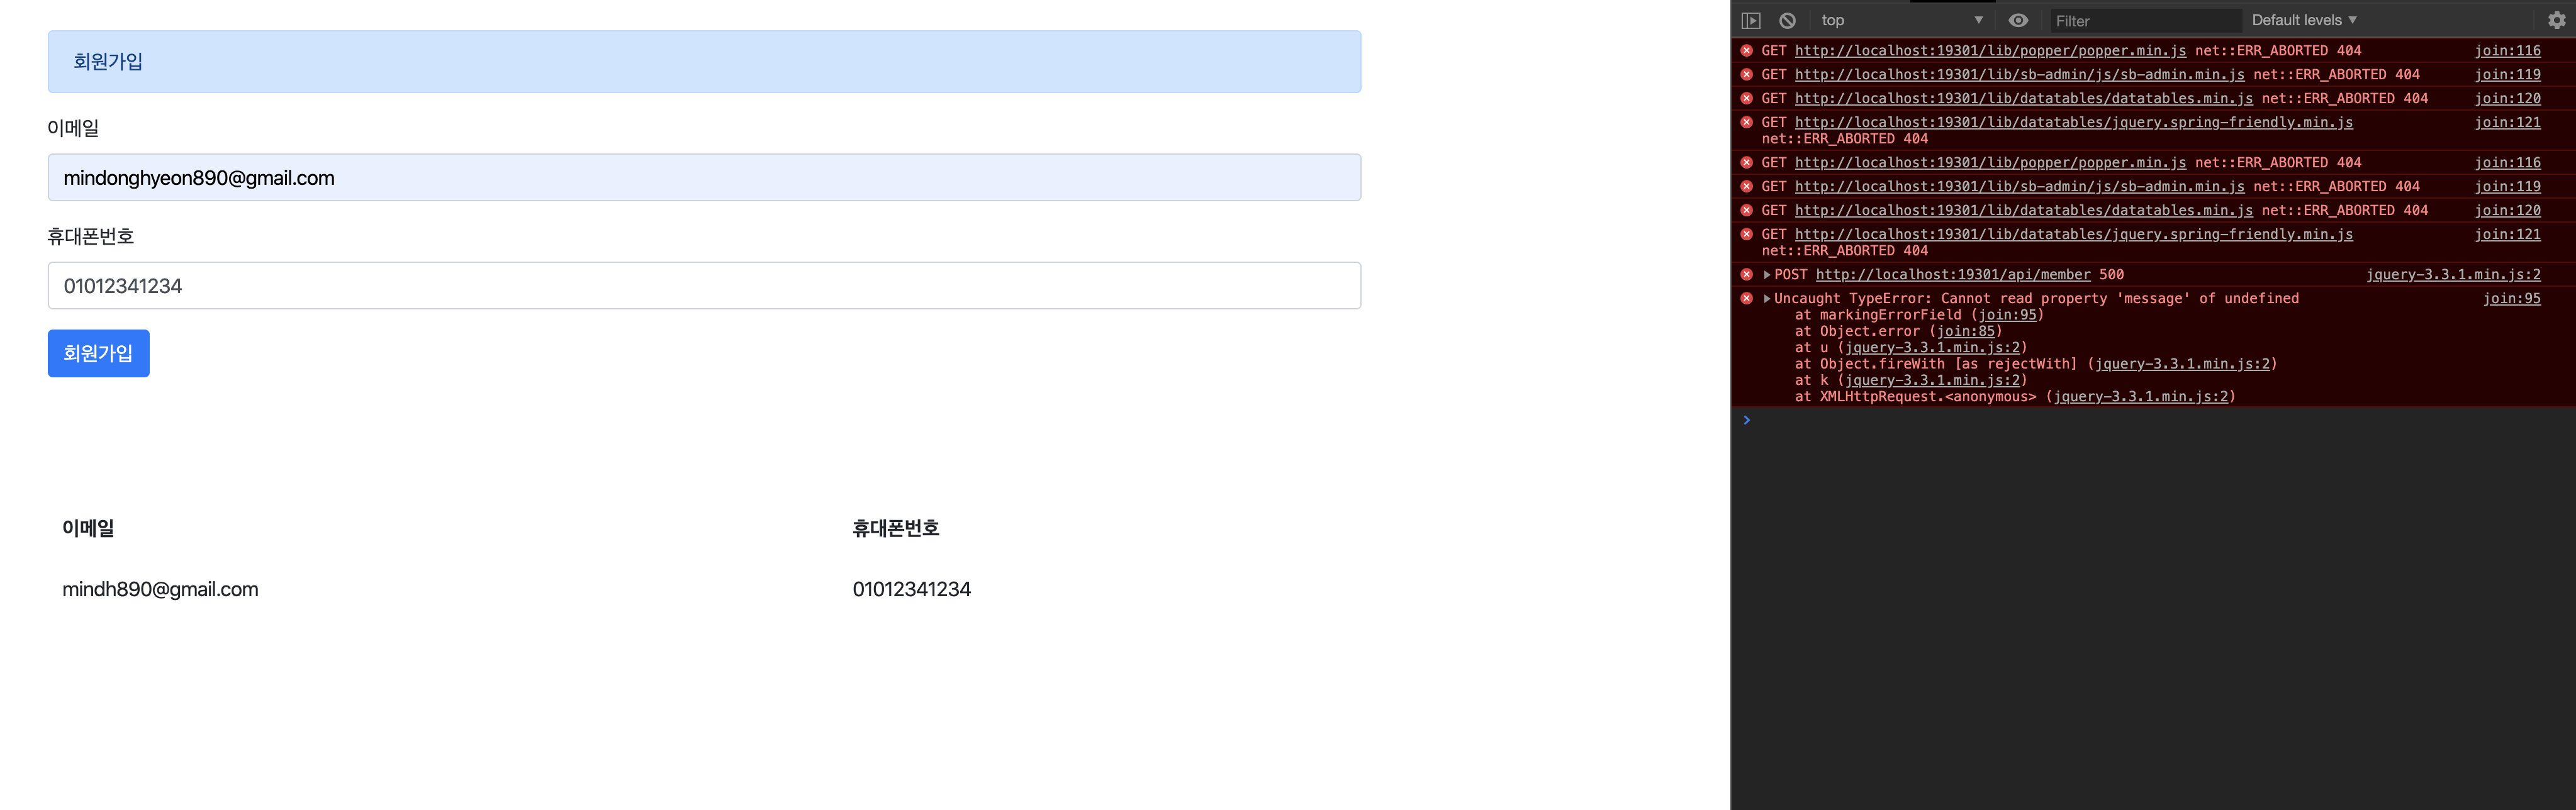 회원가입
이메일
mindonghyeon890@gmail.com
휴대폰번호
01012341234
회원가입
이메일 휴대폰번호
mindh890@gmail.com 01012341234
top Filter Default levels
GET http://localhost:19301/lib/popper/popper.min.js net::ERR_ABORTED 404 join:116
GET http://localhost:19301/lib/sb-admin/js/sb-admin.min.js net::ERR_ABORTED 404 join:119
GET http://localhost:19301/lib/datatables/datatables.min.js net::ERR_ABORTED 404 join:120
GET http://localhost:19301/lib/datatables/jquery.spring-friendly.min.js join:121
net::ERR_ABORTED 404
GET http://localhost:19301/lib/popper/popper.min.js net::ERR_ABORTED 404 join:116
GET http://localhost:19301/lib/sb-admin/js/sb-admin.min.js net::ERR_ABORTED 404 join:119
GET http://localhost:19301/lib/datatables/datatables.min.js net::ERR_ABORTED 404 join:120
GET http://localhost:19301/lib/datatables/jquery.spring-friendly.min.js join:121
net::ERR_ABORTED 404
POST http://localhost:19301/api/member 500 jquery-3.3.1.min.js:2
Uncaught TypeError: Cannot read property 'message' of undefined join:95
at markingErrorField (join:95)
at Object.error (join:85)
at u (jquery-3.3.1.min.js:2)
at Object.fireWith [as rejectWith] (jquery-3.3.1.min.js:2)
at k (jquery-3.3.1.min.js:2)
at XMLHttpRequest.<anonymous> (jquery-3.3.1.min.js:2)